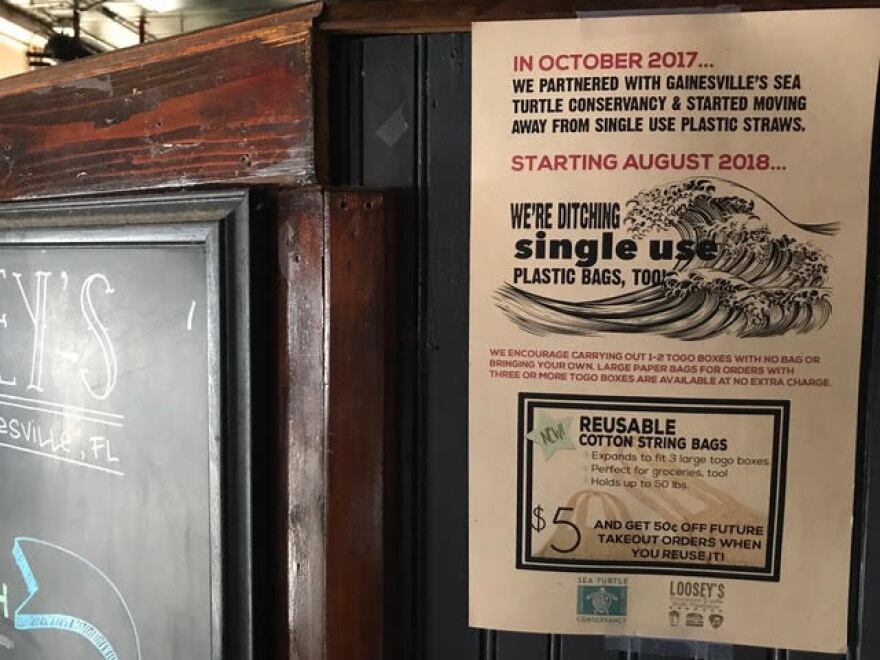 IN OCTOBER 2017...
WE PARTNERED WITH GAINESVILLE'S SEA
TURTLE CONSERVANCY & STARTED MOVING
AWAY FROM SINGLE USE PLASTIC STRAWS.
STARTING AUGUST 2018...
WE'RE DITCHING
single use
PLASTIC BAGS, TOO!
WE ENCOURAGE CARRYING OUT 1-2 TOGO BOXES WITH NO BAG OR
BRINGING YOUR OWN. LARGE PAPER BAGS FOR ORDERS WITH
THREE OR MORE TOGO BOXES ARE AVAILABLE AT NO EXTRA CHARGE.
NEW!
REUSABLE
COTTON STRING BAGS
Expands to fit 3 large togo boxes
Perfect for groceries, too!
Holds up to 50 lbs.
$5
AND GET 50¢ OFF FUTURE
TAKEOUT ORDERS WHEN
YOU REUSE IT!
SEA TURTLE
CONSERVANCY
LOOSEY'S
EY'S
esville, FL